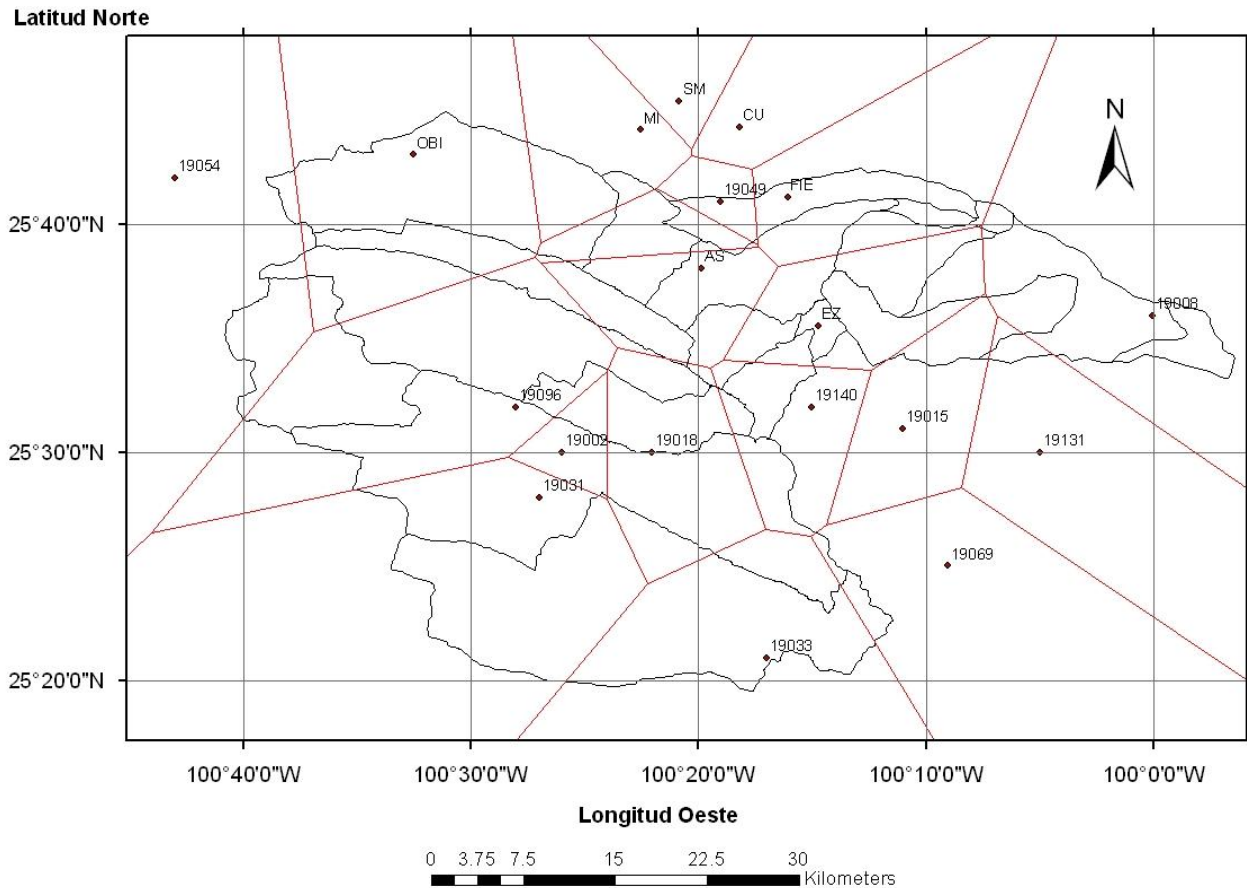 Latitud Norte
SM
MI
CU
OBI
19054
N
19049
FIE
25°40'0"N
AS
19008
EZ
19096
19140
19015
19002
19018
19131
25°30'0"N
19031
19069
19033
25°20'0"N
100°40'0"W
100°30'0"W
100°20'0"W
100°10'0"W
100°0'0"W
Longitud Oeste
0 3.75 7.5 15 22.5 30
Kilometers